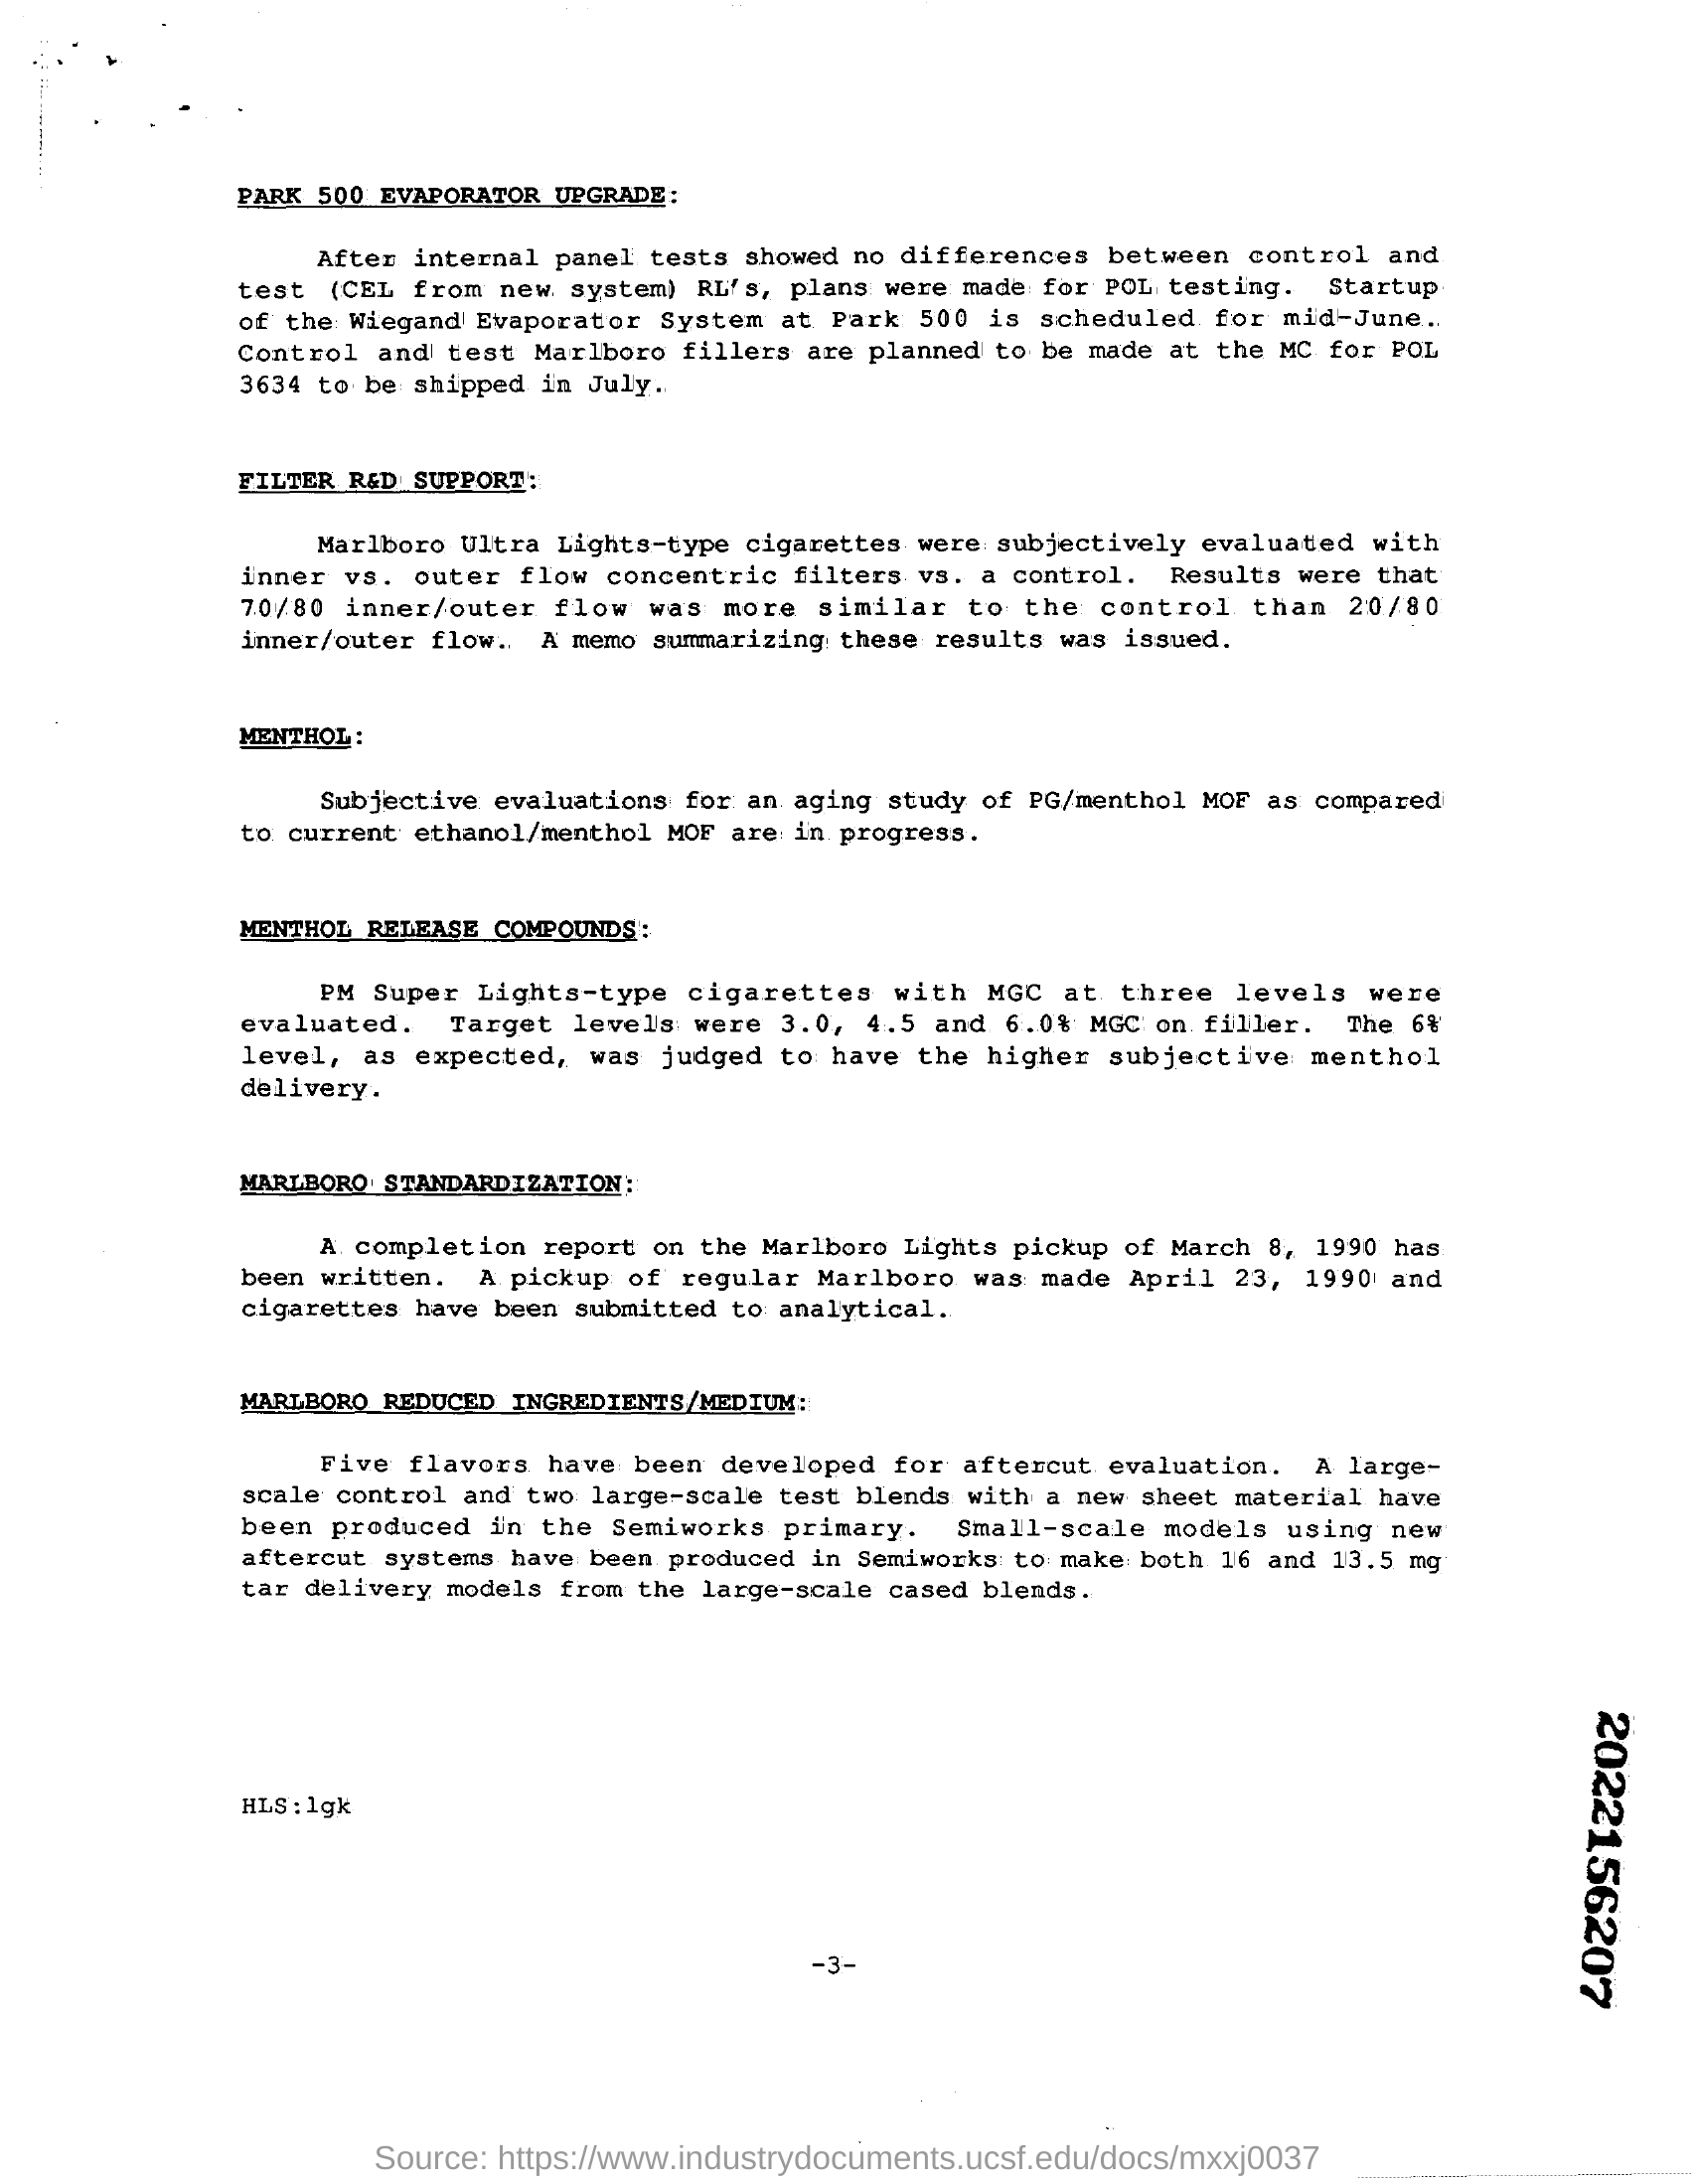 PARK 500 EVAPORATOR UPGRADE:
After internal panel tests showed no differences between control and
test (CEL from new system) RL's, plans were made for POL testing. Startup
of the Wiegand Evaporator System at Park 500 is scheduled for mid-June.
Control and test Marlboro fillers are planned to be made at the MC for POL
3634 to be shipped in July.
FILTER R&D SUPPORT:
Marlboro Ultra Lights-type cigarettes were subjectively evaluated with
inner vs. outer flow concentric filters vs. a control. Results were that
70/80 inner/outer flow was more similar to the control than 20/80
inner/outer flow. A memo summarizing these results was issued.
MENTHOL:
Subjective evaluations for an aging study of PG/menthol MOF as compared
to current ethanol/menthol MOF are in progress.
MENTHOL RELEASE COMPOUNDS:
PM Super Lights-type cigarettes with MGC at three levels were
evaluated. Target levels were 3.0, 4.5 and 6.0% MGC on filler. The 6%
level, as expected, was judged to have the higher subjective menthol
delivery.
MARLBORO STANDARDIZATION:
A completion report on the Marlboro Lights pickup of March 8, 1990 has
been written. A pickup of regular Marlboro was made April 23, 1990 and
cigarettes have been submitted to analytical.
MARLBORO REDUCED INGREDIENTS/MEDIUM:
Five flavors have been developed for aftercut evaluation. A large-
scale control and two large-scale test blends with a new sheet material have
been produced in the Semiworks primary. Small-scale models using new
aftercut systems have been produced in Semiworks to make both 16 and 13.5 mg
tar delivery models from the large-scale cased blends.
HLS:lgk
2022156207
-3-
Source: https://www.industrydocuments.ucsf.edu/docs/mxxj0037